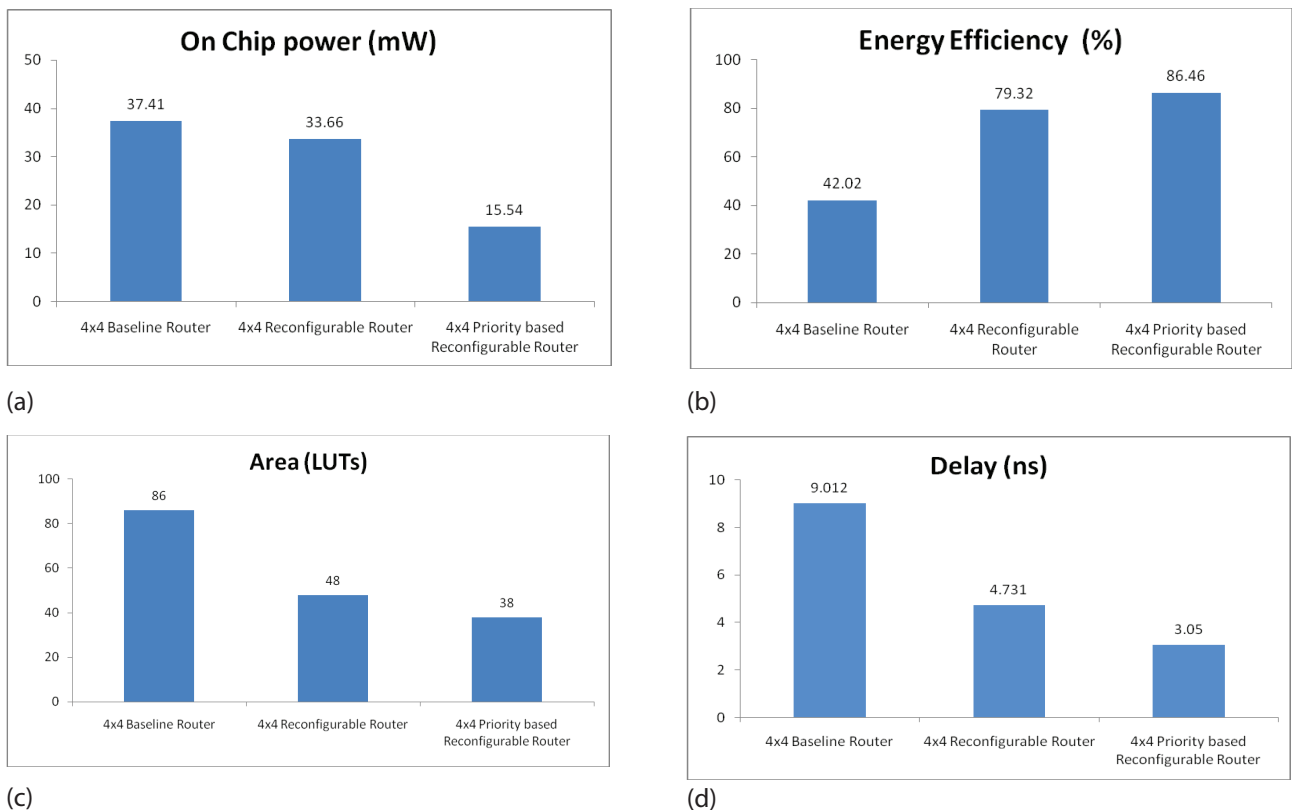 On Chip power (mW)
50
40
30
20
10
0
37.41
33.66
15.54
4x4 Baseline Router
4x4 Reconfigurable Router
4x4 Priority based
Reconfigurable Router
(a)
Energy Efficiency (%)
100
80
60
40
20
0
42.02
79.32
86.46
4x4 Baseline Router
4x4 Reconfigurable
Router
4x4 Priority based
Reconfigurable Router
(b)
Area (LUTs)
100
80
60
40
20
0
86
48
38
4x4 Baseline Router
4x4 Reconfigurable Router
4x4 Priority based
Reconfigurable Router
(c)
Delay (ns)
10
8
6
4
2
0
9.012
4.731
3.05
4x4 Baseline Router
4x4 Reconfigurable Router
4x4 Priority based
Reconfigurable Router
(d)